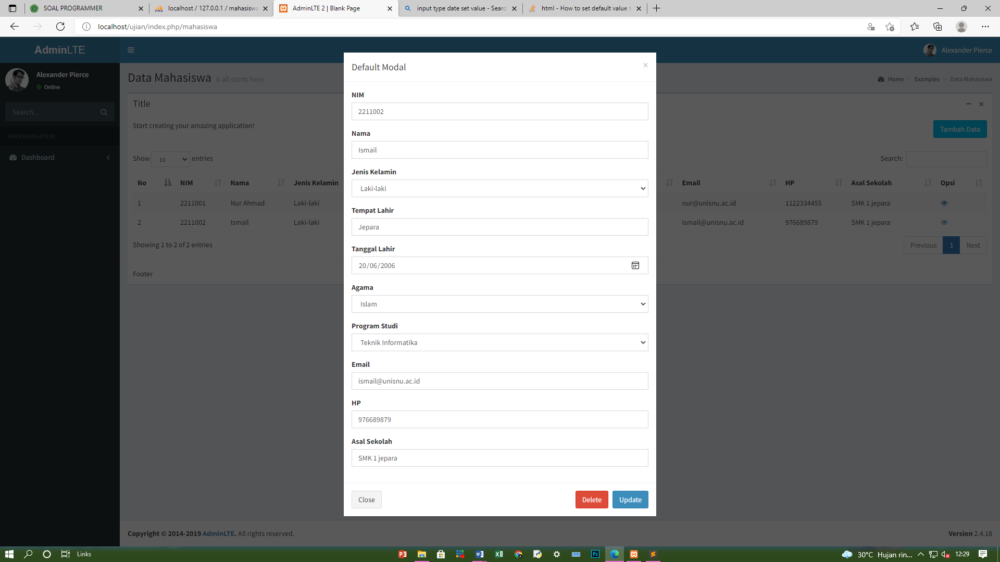 SOAL PROGRAMMER
localhost / 127.0.0.1 / mahasiswa
AdminLTE 2 | Blank Page
input type date set value - Searc
html - How to set default value t
localhost/ujian/index.php/mahasiswa
AdminLTE
Alexander Pierce
Alexander Pierce
Online
Search...
MAIN NAVIGATION
Dashboard
Data Mahasiswa it all starts here
Home
Examples
Data Mahasiswa
Title
Start creating your amazing application!
Tambah Data
Show 10 entries
Search:
No NIM Nama Jenis Kelamin Email HP Asal Sekolah Opsi
1 2211001 Nur Ahmad Laki-laki nur@unisnu.ac.id 1122334455 SMK 1 jepara
2 2211002 Ismail Laki-laki ismail@unisnu.ac.id 976689879 SMK 1 jepara
Showing 1 to 2 of 2 entries
Previous 1 Next
Footer
Default Modal ×
NIM
2211002
Nama
Ismail
Jenis Kelamin
Laki-laki
Tempat Lahir
Jepara
Tanggal Lahir
20/06/2006
Agama
Islam
Program Studi
Teknik Informatika
Email
ismail@unisnu.ac.id
HP
976689879
Asal Sekolah
SMK 1 jepara
Close Delete Update
Copyright © 2014-2019 AdminLTE. All rights reserved.
Version 2.4.18
Links
30°C Hujan rin...
12:29